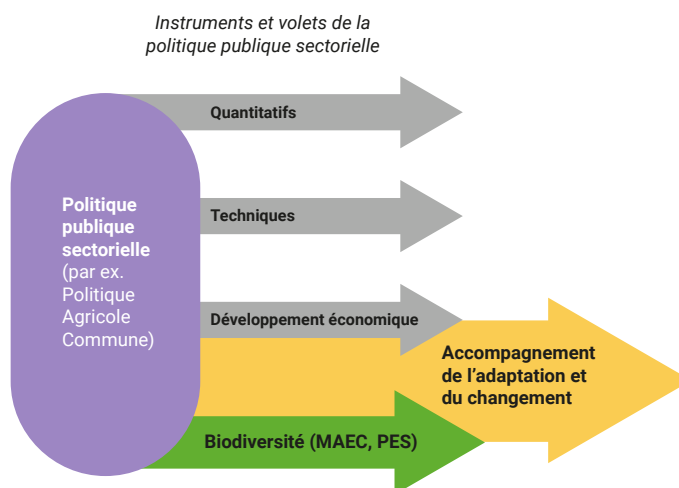 Instruments et volets de la
politique publique sectorielle
Quantitatifs
Politique
publique
sectorielle
(par ex.
Politique
Agricole
Commune)
Techniques
Développement économique
Accompagnement
de l’adaptation et
du changement
Biodiversité (MAEC, PES)